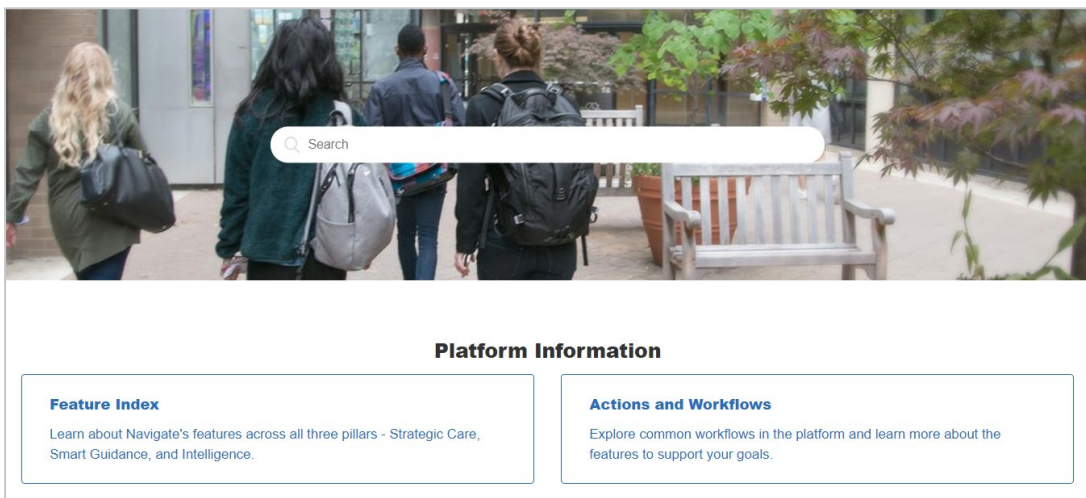 Search
Platform Information
Feature Index
Learn about Navigate's features across all three pillars - Strategic Care,
Smart Guidance, and Intelligence.
Actions and Workflows
Explore common workflows in the platform and learn more about the
features to support your goals.